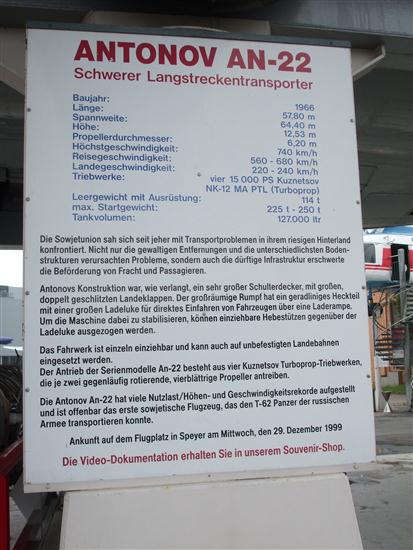 ANTONOV AN-22
Schwerer Langstreckentransporter
Baujahr: 1966
Länge: 57,80 m
Spannweite: 64,40 m
Höhe: 12,53 m
Propellerdurchmesser: 6,20 m
Höchstgeschwindigkeit: 740 km/h
Reisegeschwindigkeit: 560 - 680 km/h
Landegeschwindigkeit: 220 - 240 km/h
Triebwerke: vier 15 000 PS Kuznetsov
NK-12 MA PTL (Turboprop)
Leergewicht mit Ausrüstung: 114 t
max. Startgewicht: 225 t - 250 t
Tankvolumen: 127.000 ltr
Die Sowjetunion sah sich seit jeher mit Transportproblemen in ihrem riesigen Hinterland
konfrontiert. Nicht nur die gewaltigen Entfernungen und die unterschiedlichsten Boden-
strukturen verursachten Probleme, sondern auch die dürftige Infrastruktur erschwerte
die Beförderung von Fracht und Passagieren.
Antonovs Konstruktion war, wie verlangt, ein sehr großer Schulterdecker, mit großen,
doppelt geschlitzten Landeklappen. Der großräumige Rumpf hat ein geradliniges Heckteil
mit einer großen Ladeluke für direktes Einfahren von Fahrzeugen über eine Laderampe.
Um die Maschine dabei zu stabilisieren, können einziehbare Hebestützen gegenüber der
Ladeluke ausgezogen werden.
Das Fahrwerk ist einzeln einziehbar und kann auch auf unbefestigten Landebahnen
eingesetzt werden.
Der Antrieb der Serienmodelle An-22 besteht aus vier Kuznetsov Turboprop-Triebwerken,
die je zwei gegenläufig rotierende, vierblättrige Propeller antreiben.
Die Antonov An-22 hat viele Nutzlast/Höhen- und Geschwindigkeitsrekorde aufgestellt
und ist offenbar das erste sowjetische Flugzeug, das den T-62 Panzer der russischen
Armee transportieren konnte.
Ankunft auf dem Flugplatz in Speyer am Mittwoch, den 29. Dezember 1999
Die Video-Dokumentation erhalten Sie in unserem Souvenir-Shop.